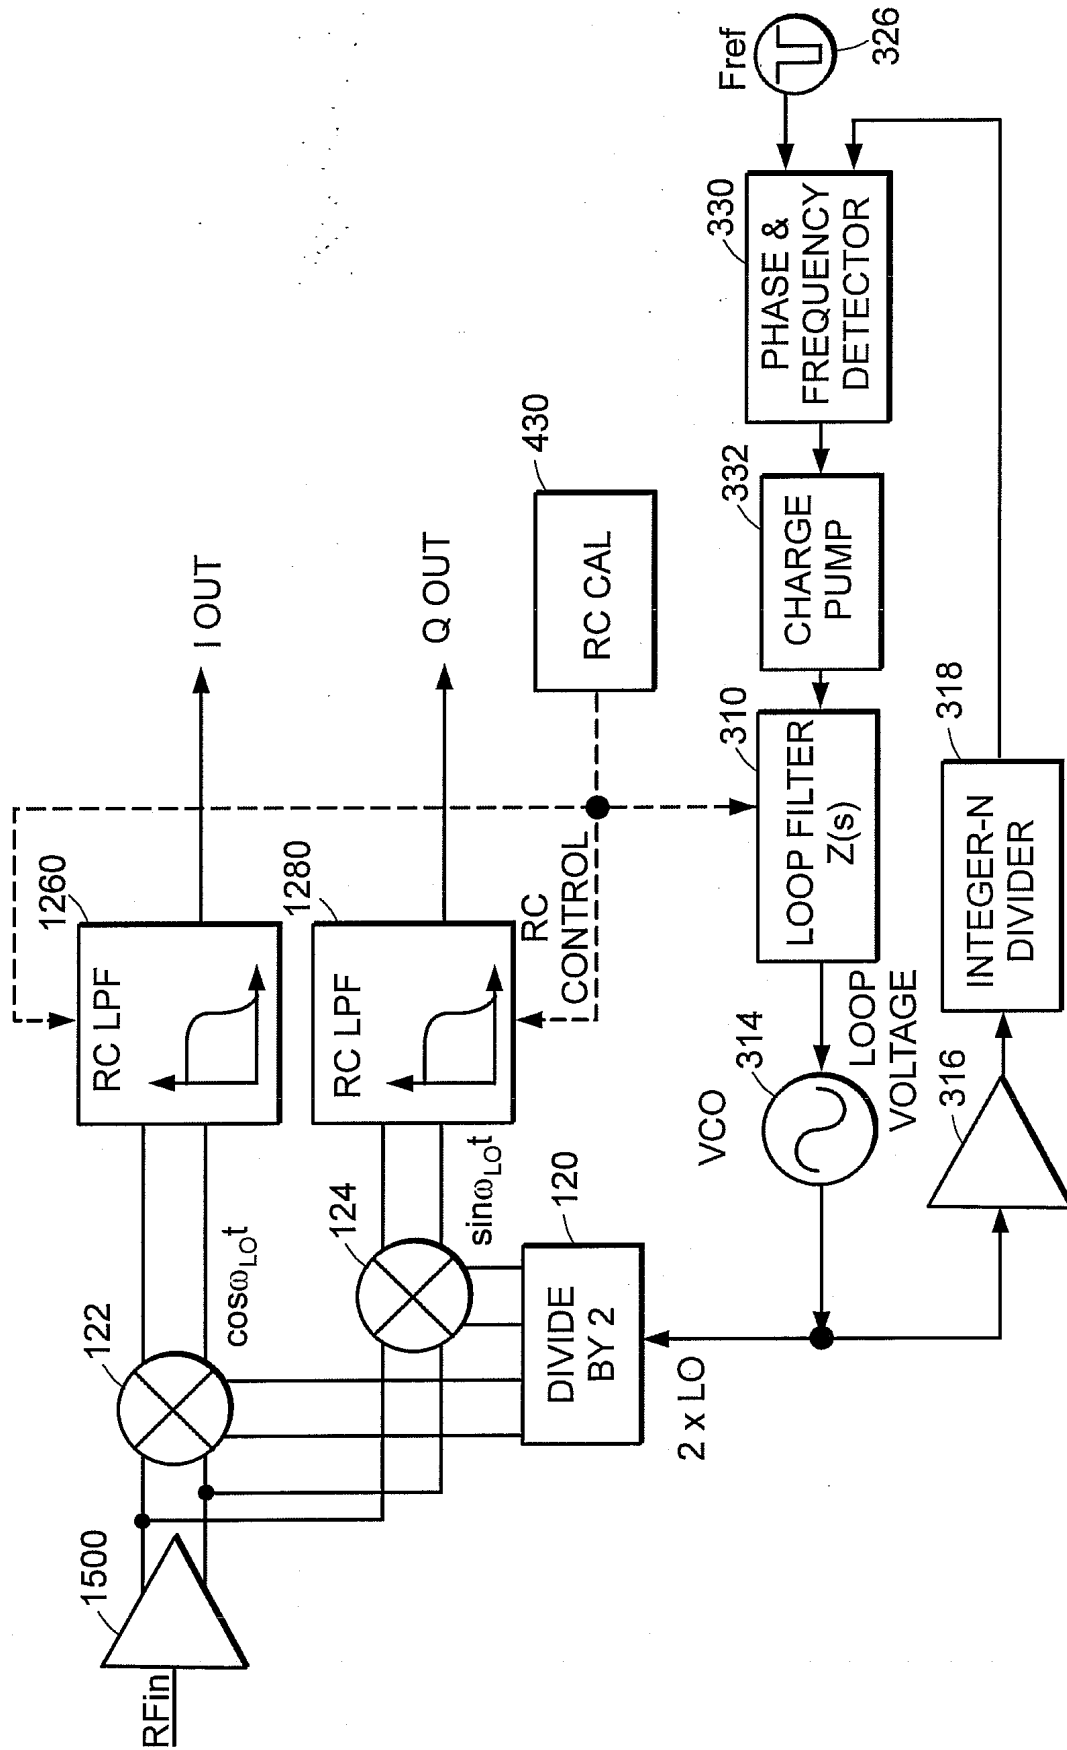 RFin
1500
122
cosω_LO t
124
sinω_LO t
1260
RC LPF
1280
RC LPF
I OUT
Q OUT
RC
CONTROL
430
RC CAL
120
DIVIDE
BY 2
2 x LO
VCO
314
LOOP
VOLTAGE
310
LOOP FILTER
Z(s)
332
CHARGE
PUMP
330
PHASE &
FREQUENCY
DETECTOR
Fref
326
316
318
INTEGER-N
DIVIDER